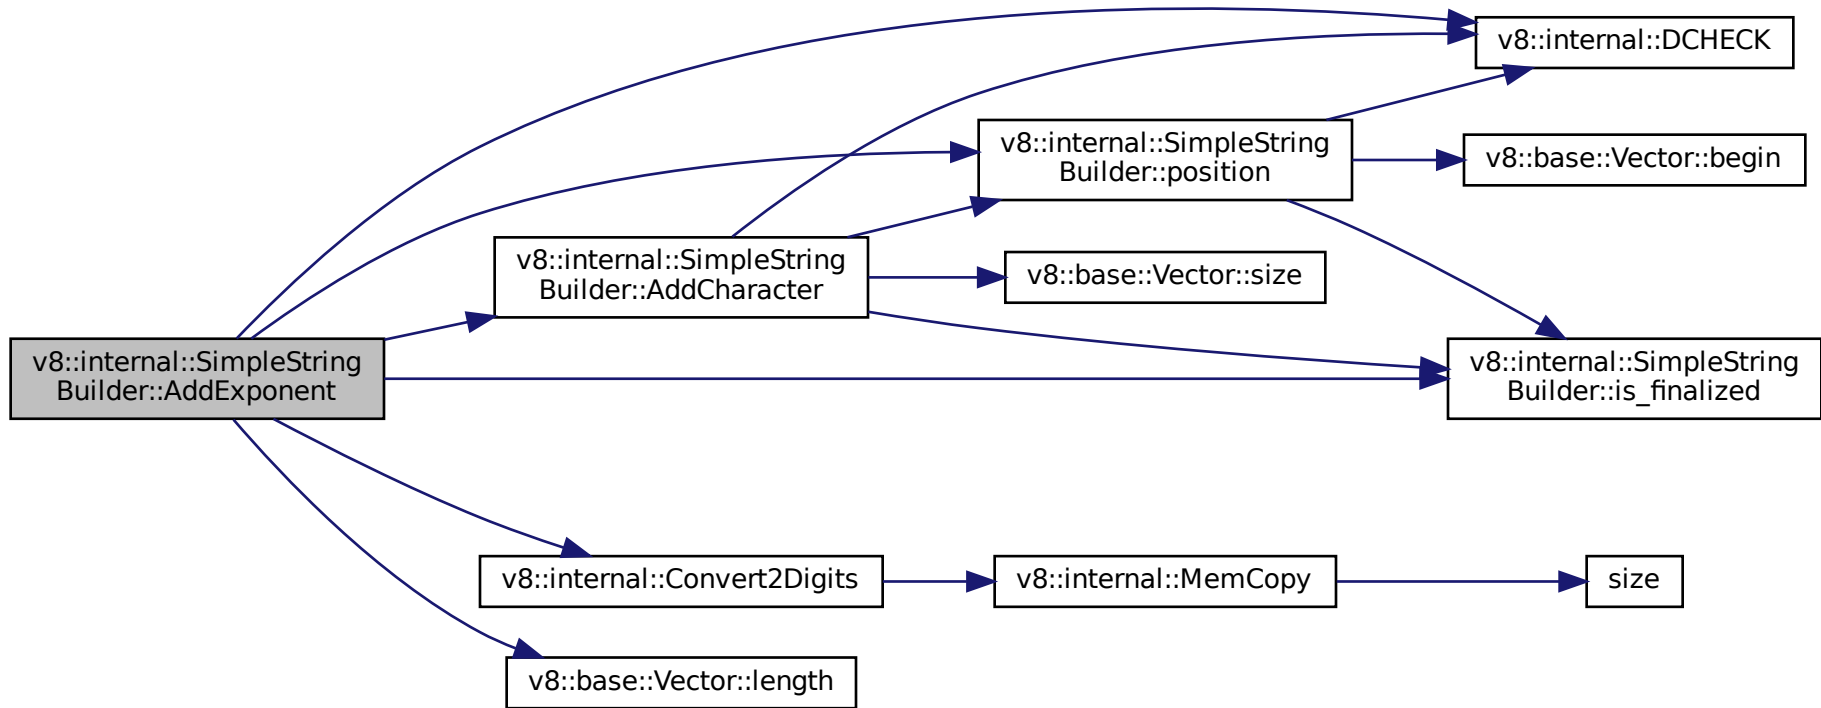 v8::internal::DCHECK
v8::internal::SimpleString
Builder::position
v8::base::Vector::begin
v8::internal::SimpleString
Builder::AddCharacter
v8::base::Vector::size
v8::internal::SimpleString
Builder::AddExponent
v8::internal::SimpleString
Builder::is_finalized
v8::internal::Convert2Digits
v8::internal::MemCopy
size
v8::base::Vector::length